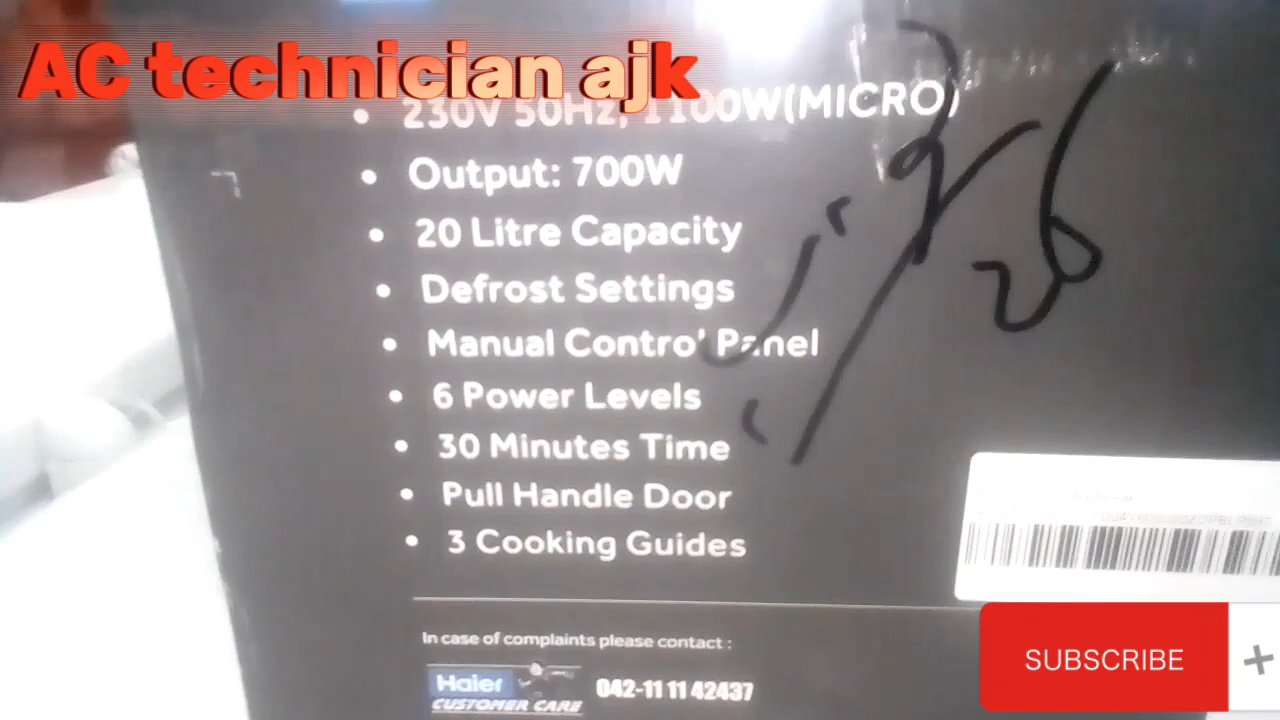 AC technician ajk
• 230V 50Hz, 1100W(MICRO)
• Output: 700W
• 20 Litre Capacity
• Defrost Settings
• Manual Control Panel
• 6 Power Levels
• 30 Minutes Time
• Pull Handle Door
• 3 Cooking Guides
In case of complaints please contact :
Haier
CUSTOMER CARE
042-11 11 42437
SUBSCRIBE +